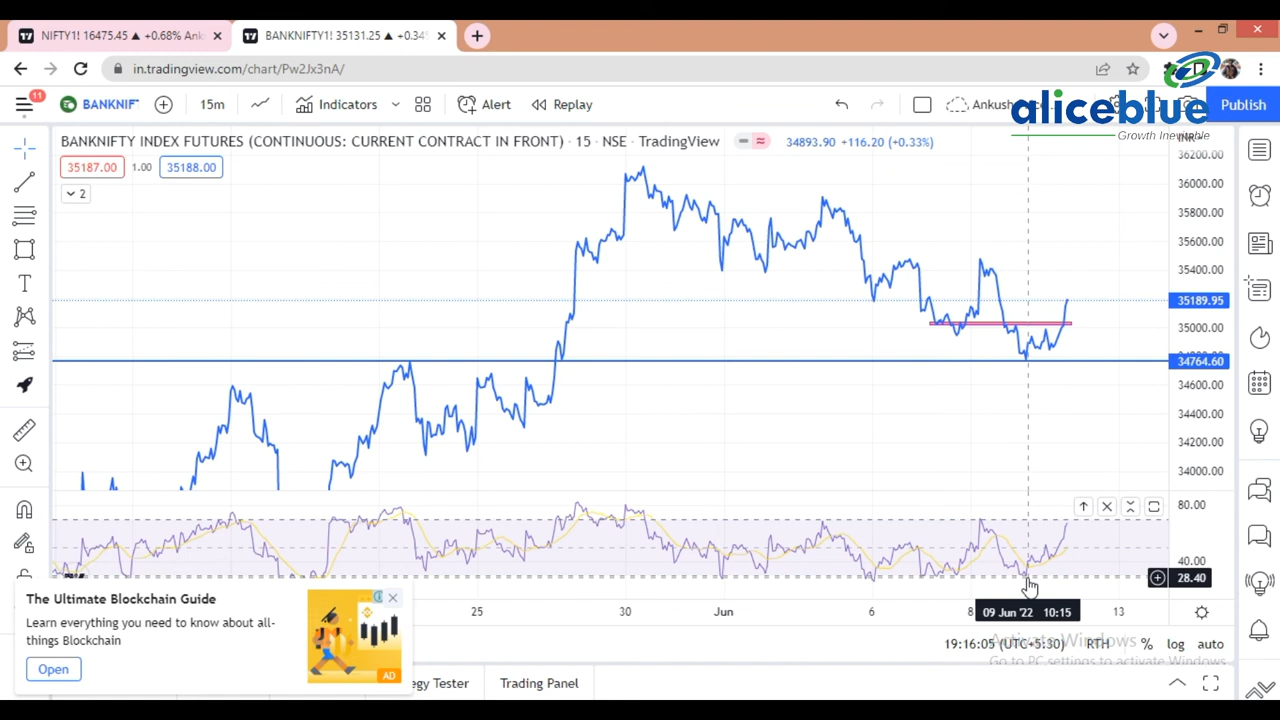 NIFTY1! 16475.45 ▲ +0.68% Ank
BANKNIFTY1! 35131.25 ▲ +0.34%
in.tradingview.com/chart/Pw2Jx3nA/
11
BANKNIF
15m
Indicators
Alert
Replay
Ankush
Publish
aliceblue
Growth Inevitable
BANKNIFTY INDEX FUTURES (CONTINUOUS: CURRENT CONTRACT IN FRONT) · 15 · NSE · TradingView
34893.90 +116.20 (+0.33%)
INR
35187.00
1.00
35188.00
2
36200.00
36000.00
35800.00
35600.00
35400.00
35189.95
35000.00
34764.60
34600.00
34400.00
34200.00
34000.00
80.00
40.00
28.40
25
30
Jun
6
8
13
09 Jun '22 10:15
The Ultimate Blockchain Guide
Learn everything you need to know about all-
things Blockchain
Open
AD
19:16:05 (UTC+5:30)
RTH
%
log
auto
Activate Windows
Go to PC settings to activate Windows.
gy Tester
Trading Panel